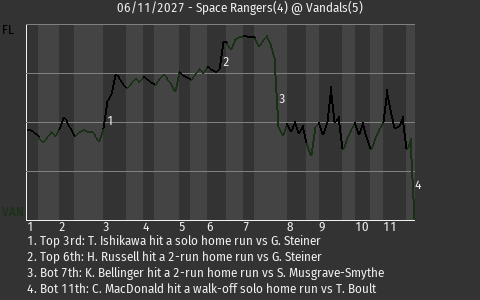 06/11/2027 - Space Rangers(4) @ Vandals(5)
FL
1
2
3
4
VAN
1 2 3 4 5 6 7 8 9 10 11
1. Top 3rd: T. Ishikawa hit a solo home run vs G. Steiner
2. Top 6th: H. Russell hit a 2-run home run vs G. Steiner
3. Bot 7th: K. Bellinger hit a 2-run home run vs S. Musgrave-Smythe
4. Bot 11th: C. MacDonald hit a walk-off solo home run vs T. Boult